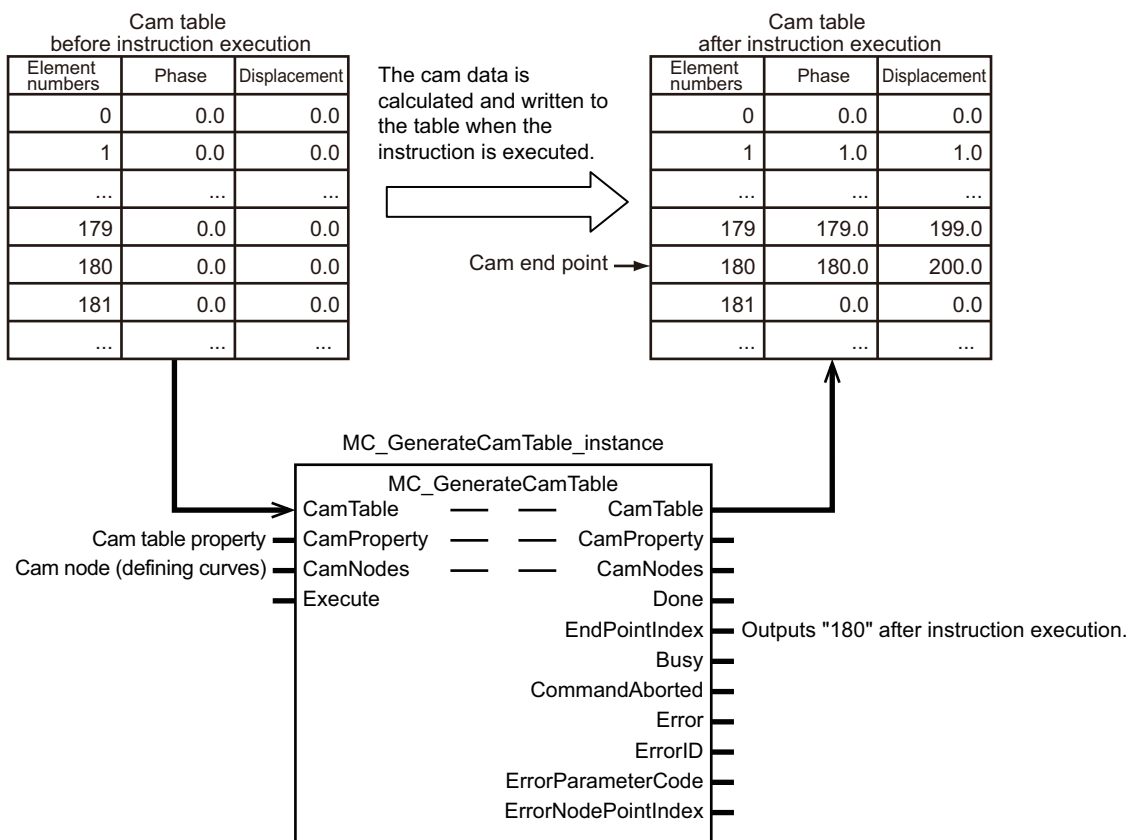 Cam table
before instruction execution
Element numbers Phase Displacement
0 0.0 0.0
1 0.0 0.0
... ... ...
179 0.0 0.0
180 0.0 0.0
181 0.0 0.0
... ... ...
The cam data is
calculated and written to
the table when the
instruction is executed.
Cam end point
Cam table
after instruction execution
Element numbers Phase Displacement
0 0.0 0.0
1 1.0 1.0
... ... ...
179 179.0 199.0
180 180.0 200.0
181 0.0 0.0
... ... ...
MC_GenerateCamTable_instance
MC_GenerateCamTable
CamTable — — CamTable
Cam table property CamProperty — — CamProperty
Cam node (defining curves) CamNodes — — CamNodes
Execute Done
EndPointIndex Outputs "180" after instruction execution.
Busy
CommandAborted
Error
ErrorID
ErrorParameterCode
ErrorNodePointIndex